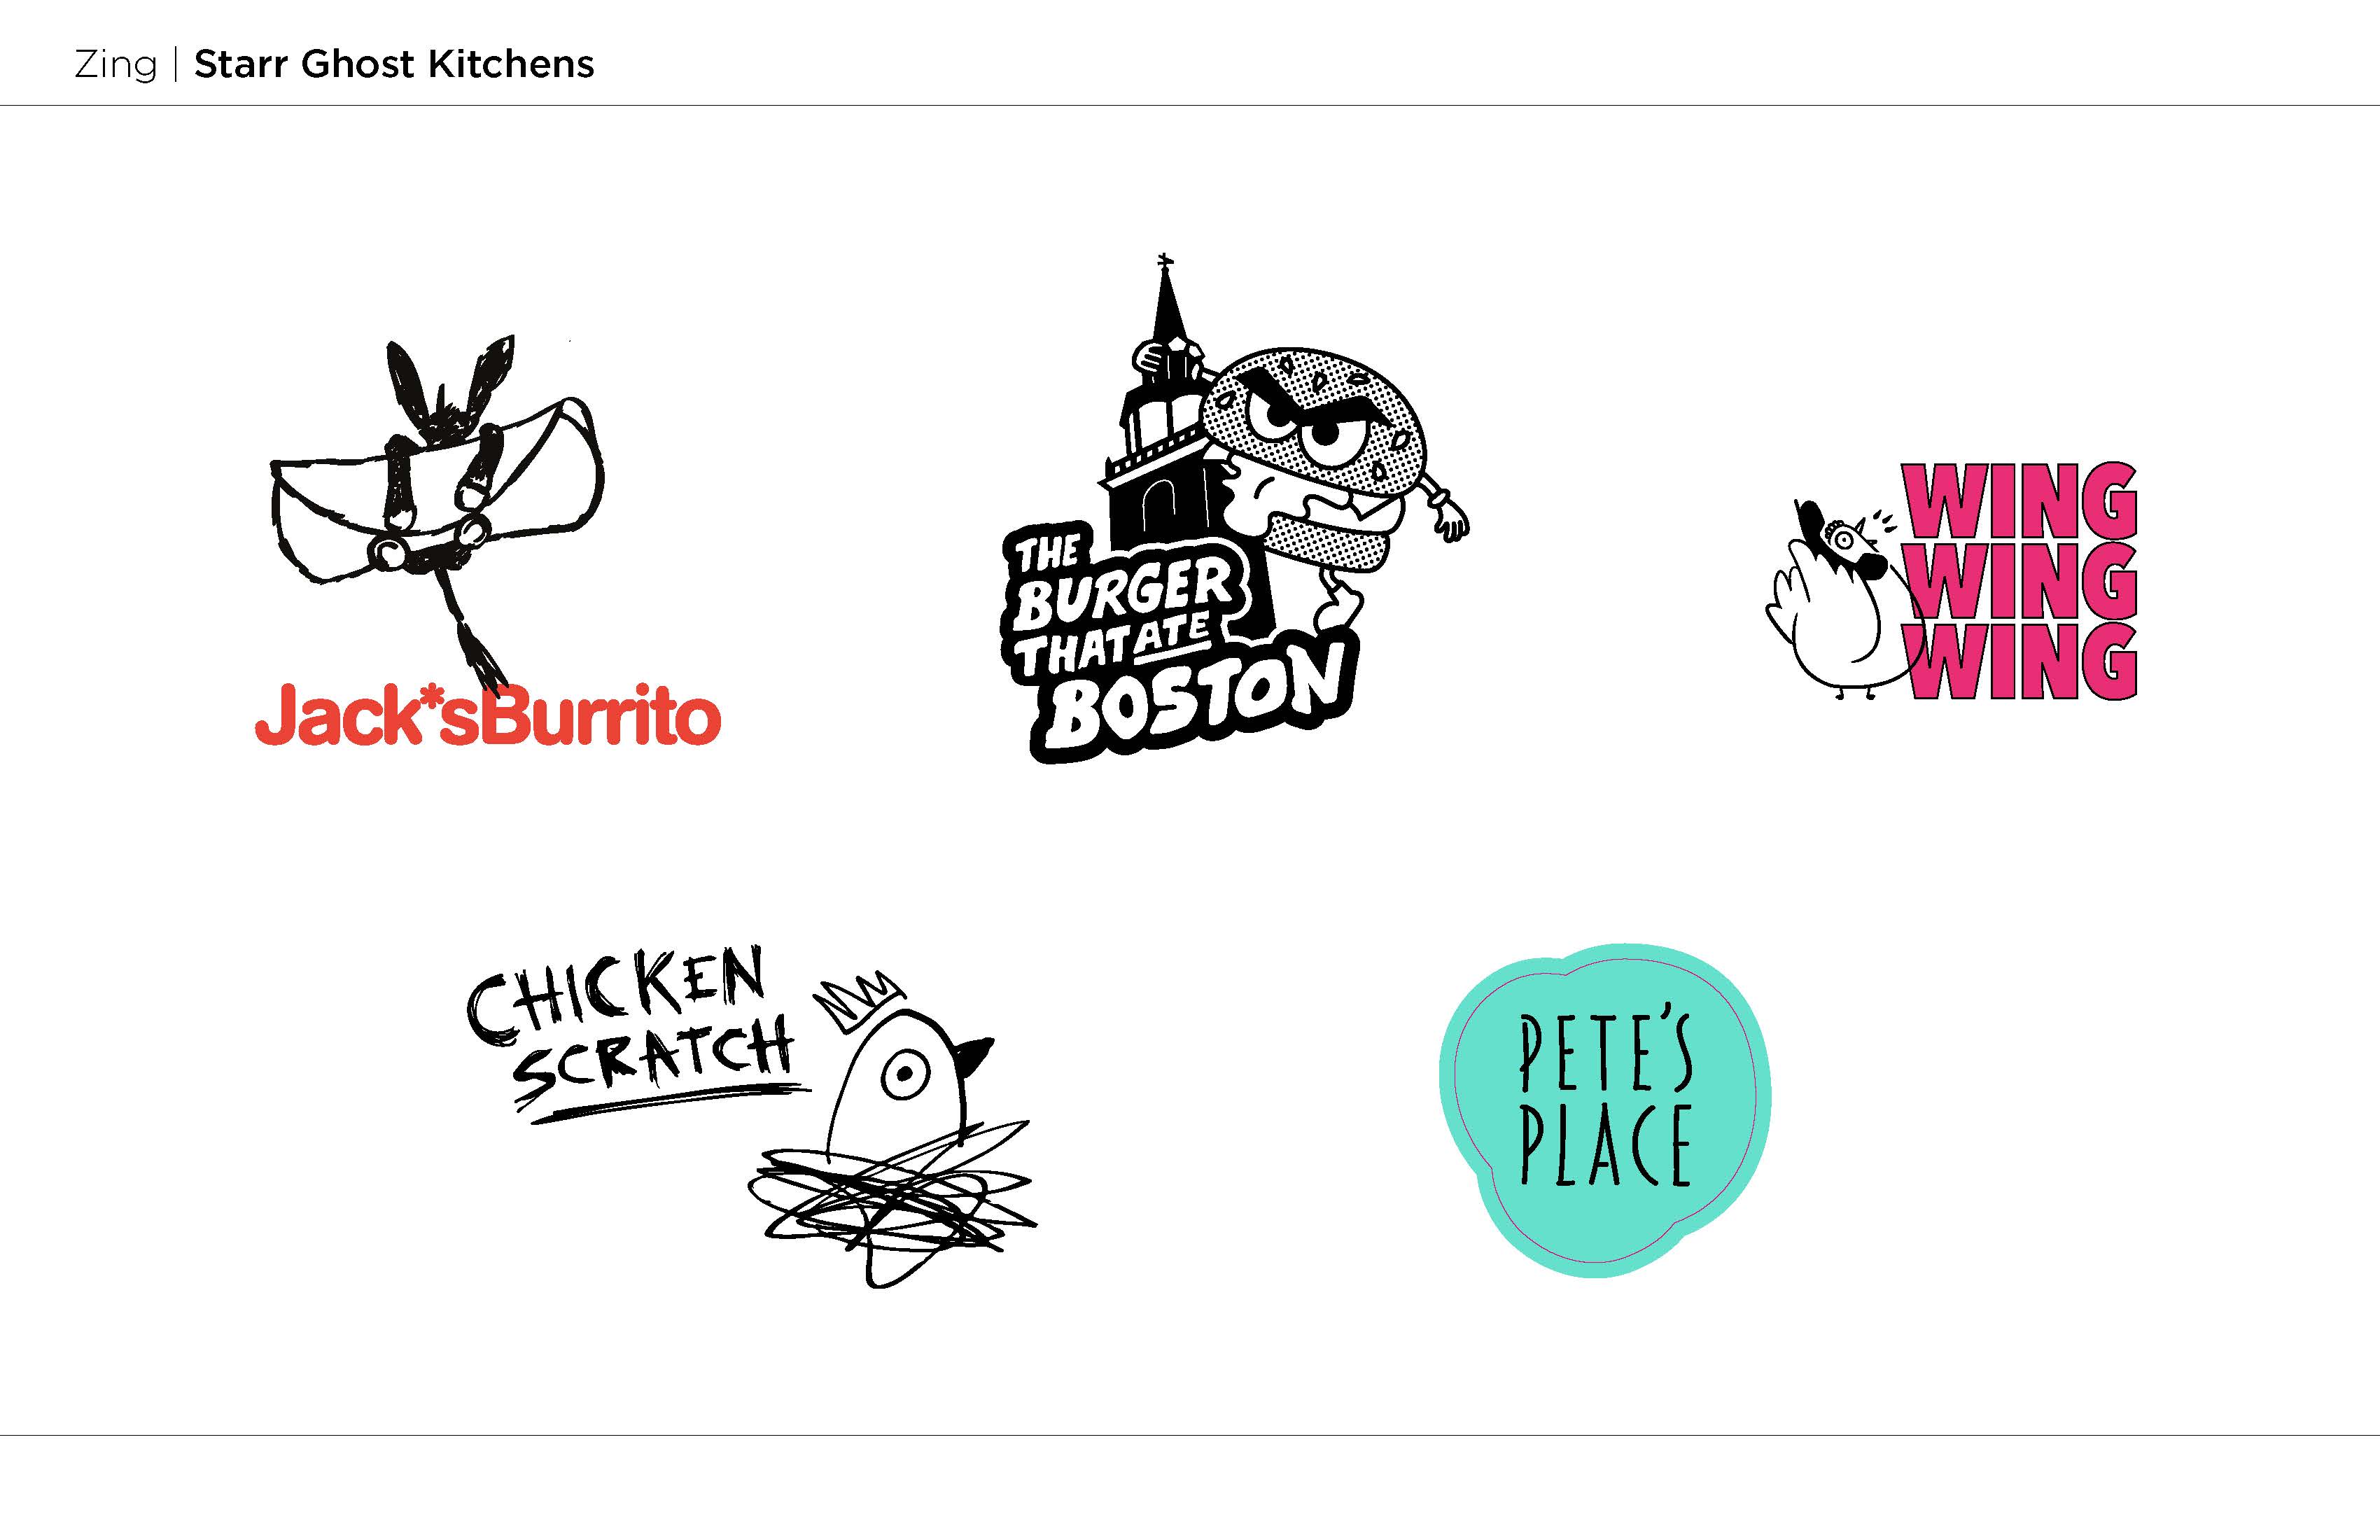 Zing | Starr Ghost Kitchens
Jack*sBurrito
THE
BURGER
THAT ATE
BOSTON
WING
WING
WING
CHICKEN
SCRATCH
PETE'S
PLACE